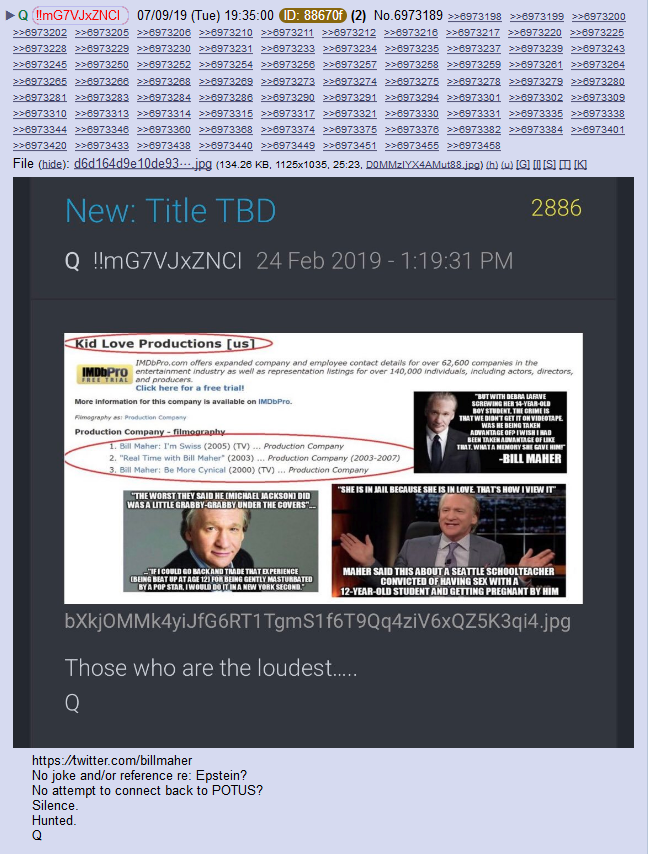 Q !!mG7VJxZNCI 07/09/19 (Tue) 19:35:00 ID: 88670f (2) No.6973189 >>6973198 >>6973199 >>6973200
>>6973202 >>6973205 >>6973206 >>6973210 >>6973211 >>6973212 >>6973216 >>6973217 >>6973220 >>6973225
>>6973228 >>6973229 >>6973230 >>6973231 >>6973233 >>6973234 >>6973235 >>6973237 >>6973239 >>6973243
>>6973245 >>6973250 >>6973252 >>6973254 >>6973256 >>6973257 >>6973258 >>6973259 >>6973261 >>6973264
>>6973265 >>6973266 >>6973268 >>6973269 >>6973273 >>6973274 >>6973275 >>6973278 >>6973279 >>6973280
>>6973281 >>6973283 >>6973284 >>6973286 >>6973290 >>6973291 >>6973294 >>6973301 >>6973302 >>6973309
>>6973310 >>6973313 >>6973314 >>6973315 >>6973317 >>6973321 >>6973330 >>6973331 >>6973335 >>6973338
>>6973344 >>6973346 >>6973360 >>6973368 >>6973374 >>6973375 >>6973376 >>6973382 >>6973384 >>6973401
>>6973420 >>6973433 >>6973438 >>6973440 >>6973449 >>6973451 >>6973455 >>6973458
File (hide): d6d164d9e10de93⋯.jpg (134.26 KB, 1125x1035, 25:23, D0MMzIYX4AMut88.jpg) (h) (u) [G] [I] [S] [T] [K]
New: Title TBD 2886
Q !!mG7VJxZNCI 24 Feb 2019 - 1:19:31 PM
Kid Love Productions [us]
IMDbPro FREE TRIAL
IMDbPro.com offers expanded company and employee contact details for over 62,600 companies in the
entertainment industry as well as representation listings for over 140,000 individuals, including actors, directors,
and producers.
Click here for a free trial!
More information for this company is available on IMDbPro.
Filmography as: Production Company
Production Company - filmography
1. Bill Maher: I'm Swiss (2005) (TV) ... Production Company
2. "Real Time with Bill Maher" (2003) ... Production Company (2003-2007)
3. Bill Maher: Be More Cynical (2000) (TV) ... Production Company
"BUT WITH DEBRA LAFAVE
SCREWING HER 14-YEAR-OLD
BOY STUDENT, THE CRIME IS
THAT WE DIDN'T GET IT ON VIDEOTAPE.
WAS HE BEING TAKEN
ADVANTAGE OF? I WISH I HAD
BEEN TAKEN ADVANTAGE OF LIKE
THAT. WHAT A MEMORY SHE GAVE HIM!"
-BILL MAHER
"THE WORST THEY SAID HE (MICHAEL JACKSON) DID
WAS A LITTLE GRABBY-GRABBY UNDER THE COVERS"...
..."IF I COULD GO BACK AND TRADE THAT EXPERIENCE
(BEING BEAT UP AT AGE 12) FOR BEING GENTLY MASTURBATED
BY A POP STAR, I WOULD DO IT IN A NEW YORK SECOND."
"SHE IS IN JAIL BECAUSE SHE IS IN LOVE. THAT'S HOW I VIEW IT"
MAHER SAID THIS ABOUT A SEATTLE SCHOOLTEACHER
CONVICTED OF HAVING SEX WITH A
12-YEAR-OLD STUDENT AND GETTING PREGNANT BY HIM
bXkjOMMk4yiJfG6RT1TgmS1f6T9Qq4ziV6xQZ5K3qi4.jpg
Those who are the loudest.....
Q
https://twitter.com/billmaher
No joke and/or reference re: Epstein?
No attempt to connect back to POTUS?
Silence.
Hunted.
Q